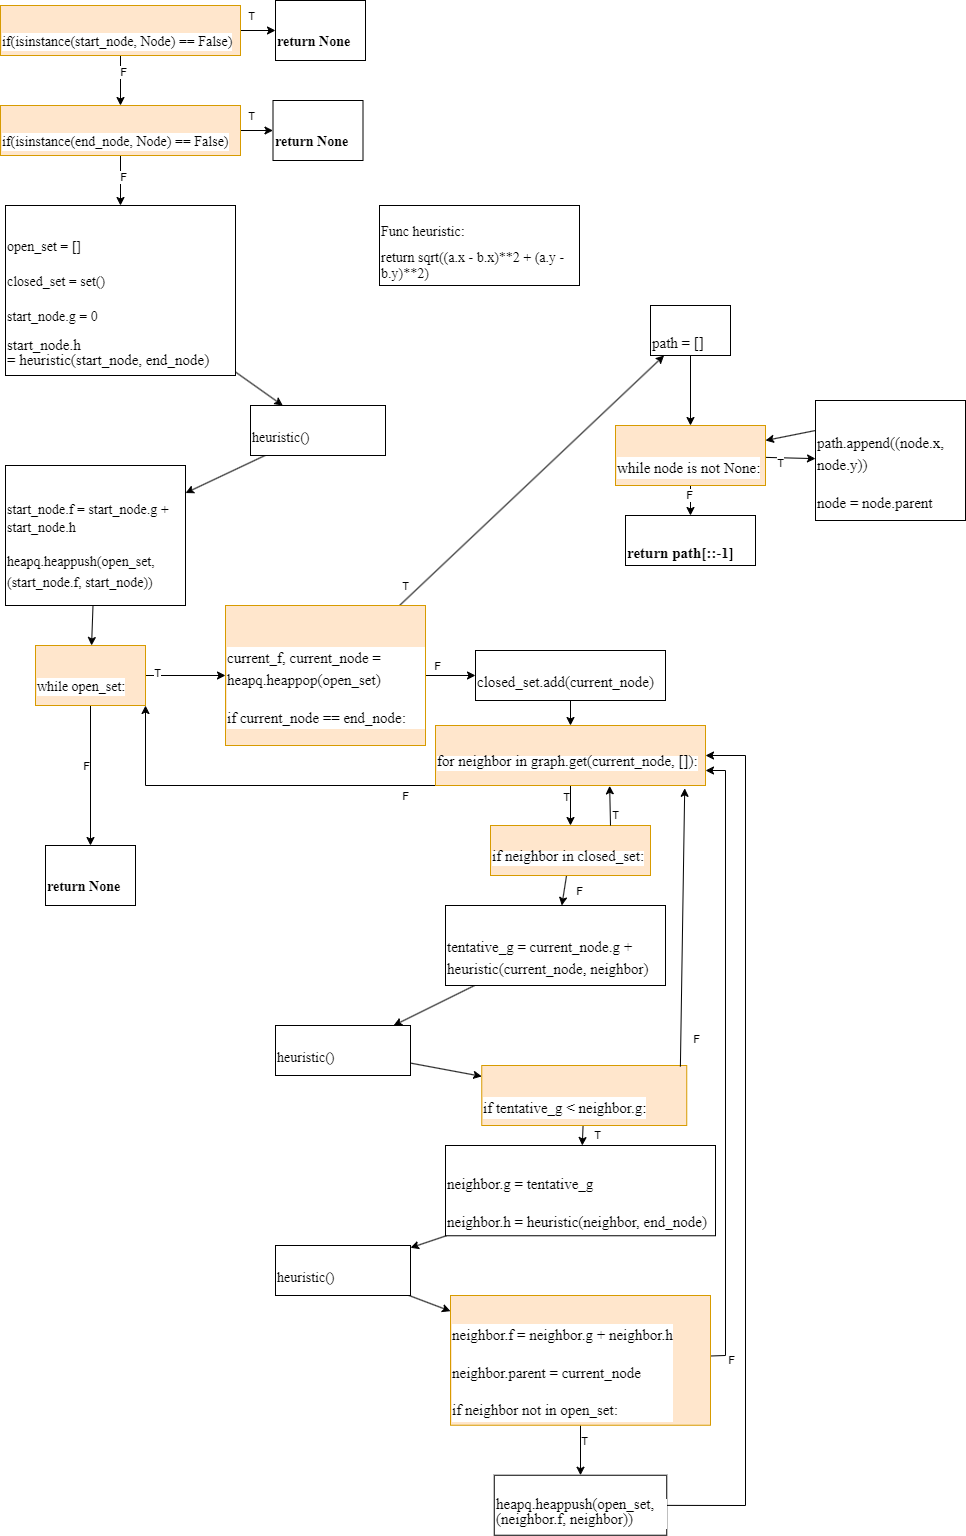 if(isinstance(start_node, Node) == False)
T
return None
F
if(isinstance(end_node, Node) == False)
T
return None
F
open_set = []
closed_set = set()
start_node.g = 0
start_node.h
= heuristic(start_node, end_node)
Func heuristic:
return sqrt((a.x - b.x)**2 + (a.y -
b.y)**2)
heuristic()
start_node.f = start_node.g +
start_node.h
heapq.heappush(open_set,
(start_node.f, start_node))
path = []
while node is not None:
T
path.append((node.x,
node.y))
node = node.parent
F
return path[::-1]
T
while open_set:
T
current_f, current_node =
heapq.heappop(open_set)
if current_node == end_node:
F
closed_set.add(current_node)
for neighbor in graph.get(current_node, []):
F
F
return None
T
T
if neighbor in closed_set:
F
tentative_g = current_node.g +
heuristic(current_node, neighbor)
heuristic()
F
if tentative_g < neighbor.g:
T
neighbor.g = tentative_g
neighbor.h = heuristic(neighbor, end_node)
heuristic()
neighbor.f = neighbor.g + neighbor.h
neighbor.parent = current_node
if neighbor not in open_set:
F
T
heapq.heappush(open_set,
(neighbor.f, neighbor))